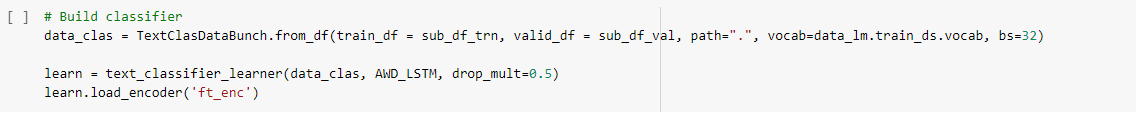 [ ] # Build classifier
data_clas = TextClasDataBunch.from_df(train_df = sub_df_trn, valid_df = sub_df_val, path=".", vocab=data_lm.train_ds.vocab, bs=32)
learn = text_classifier_learner(data_clas, AWD_LSTM, drop_mult=0.5)
learn.load_encoder('ft_enc')